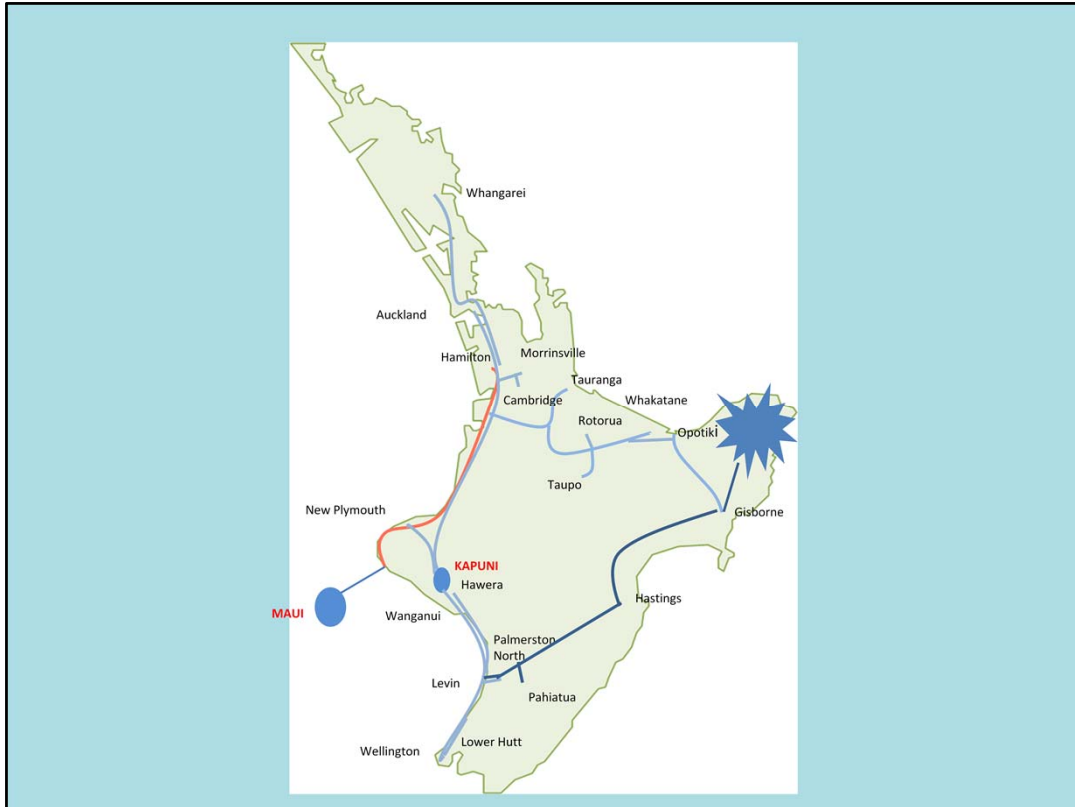 Whangarei
Auckland
Hamilton
Morrinsville
Tauranga
Cambridge
Whakatane
Rotorua
Opotiki
Taupo
New Plymouth
Gisborne
KAPUNI
Hawera
MAUI
Wanganui
Hastings
Palmerston
North
Levin
Pahiatua
Wellington
Lower Hutt